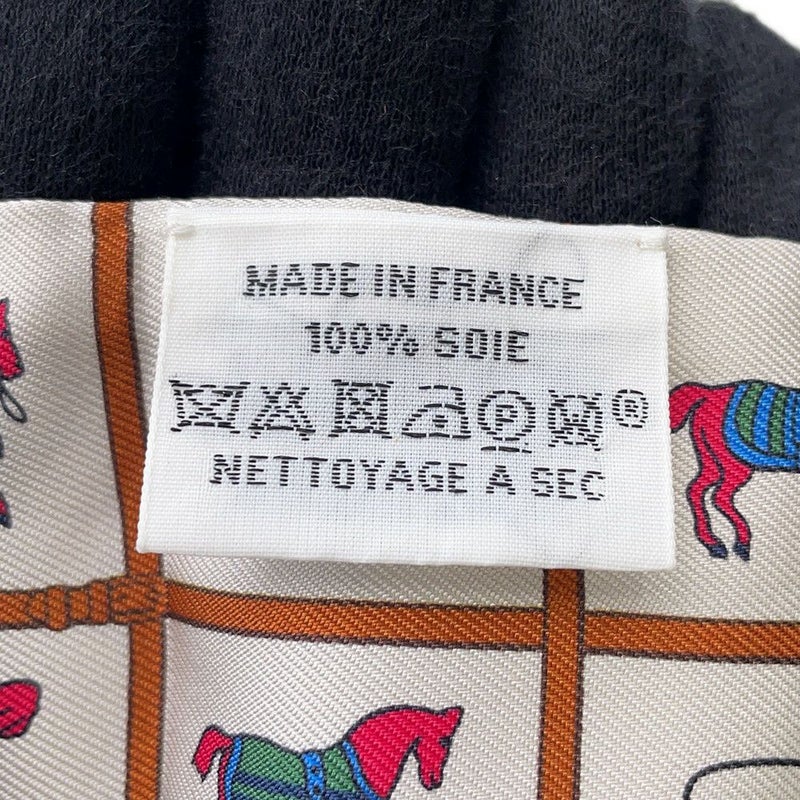 MADE IN FRANCE
100% SOIE
P ®
NETTOYAGE A SEC